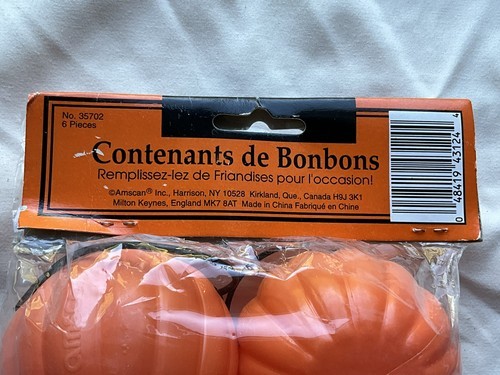 No. 35702
6 Pieces
Contenants de Bonbons
Remplissez-lez de Friandises pour l'occasion!
©Amscan® Inc., Harrison, NY 10528 Kirkland, Que., Canada H9J 3K1
Milton Keynes, England MK7 8AT Made in China Fabriqué en Chine
0 48419 43124 4